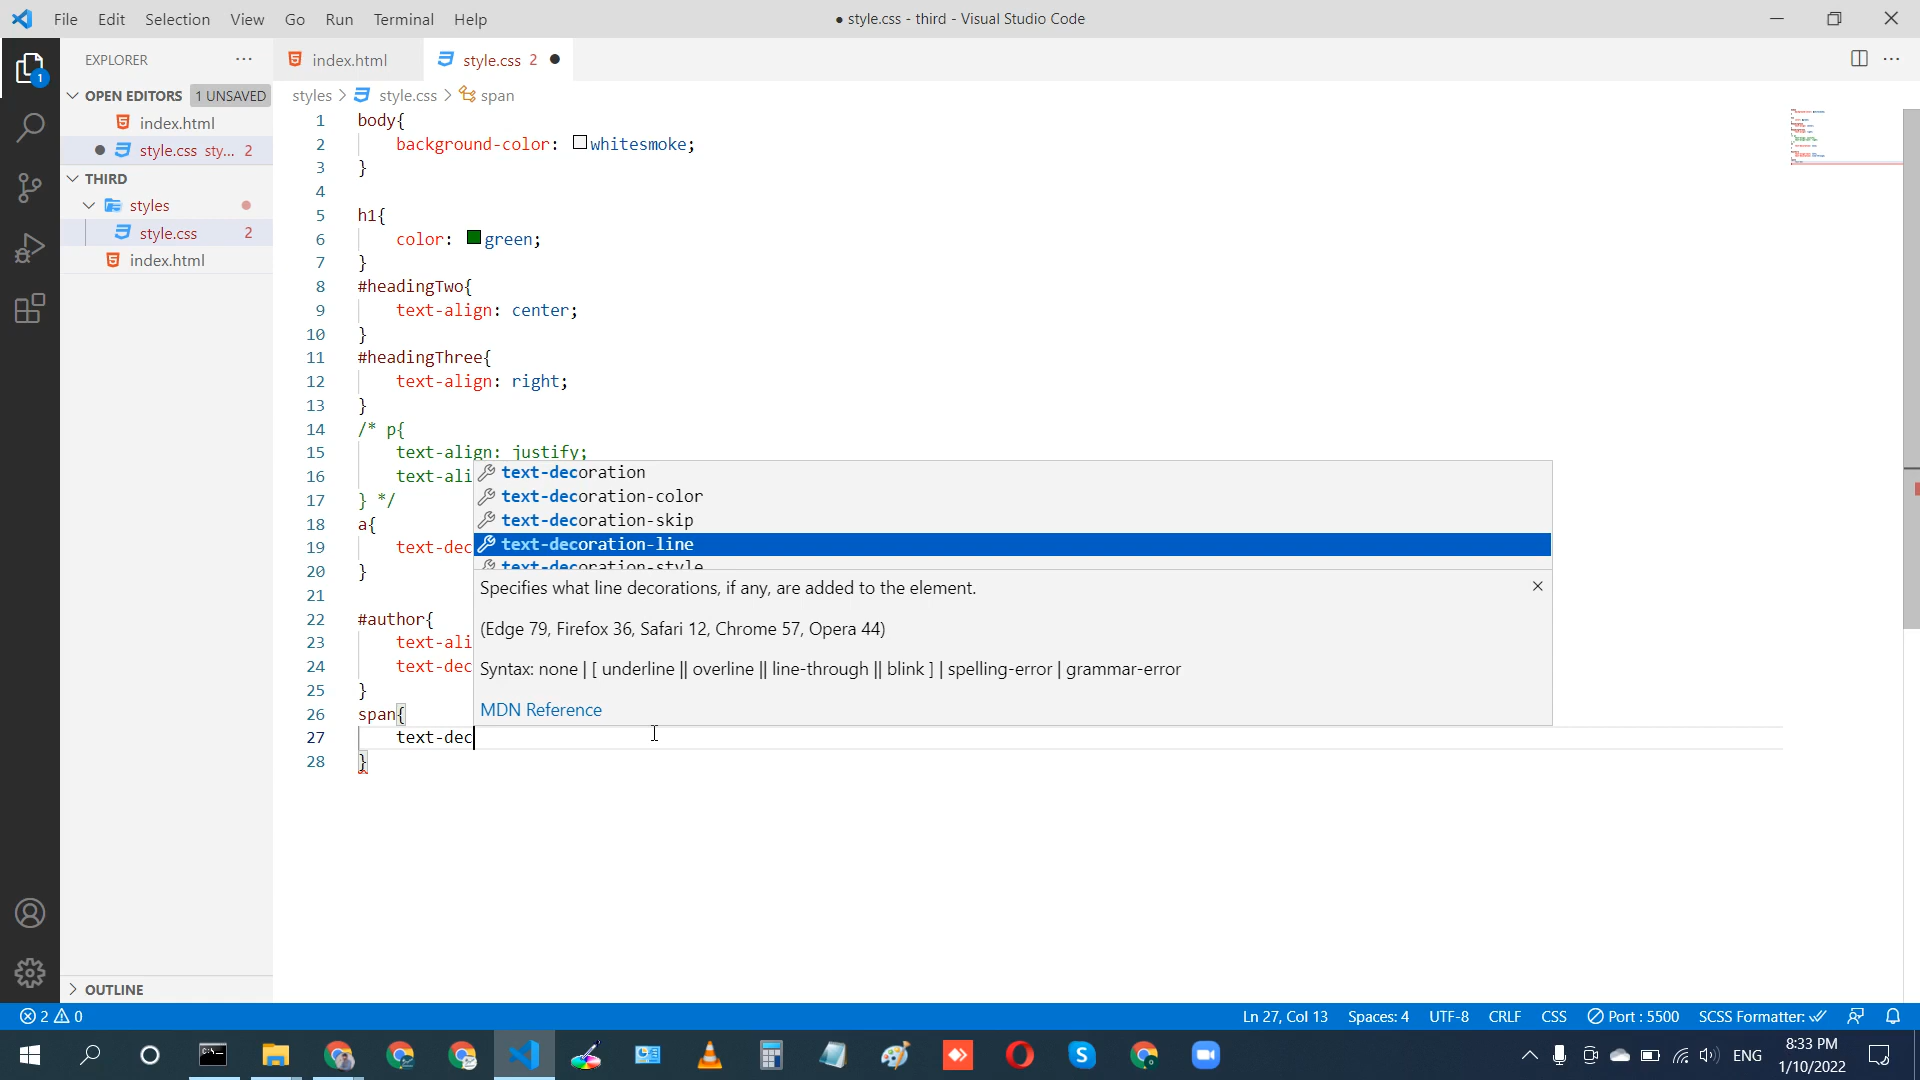 File Edit Selection View Go Run Terminal Help
● style.css - third - Visual Studio Code
EXPLORER
index.html
style.css 2 ●
OPEN EDITORS 1 UNSAVED
index.html
style.css sty... 2
THIRD
styles
style.css 2
index.html
OUTLINE
styles > style.css > span
1 body{
2 background-color: whitesmoke;
3 }
4
5 h1{
6 color: green;
7 }
8 #headingTwo{
9 text-align: center;
10 }
11 #headingThree{
12 text-align: right;
13 }
14 /* p{
15 text-align: justify;
16 text-ali
17 } */
18 a{
19 text-dec
20 }
21
22 #author{
23 text-ali
24 text-dec
25 }
26 span{
27 text-dec
28 }
text-decoration
text-decoration-color
text-decoration-skip
text-decoration-line
text-decoration-style
Specifies what line decorations, if any, are added to the element.
(Edge 79, Firefox 36, Safari 12, Chrome 57, Opera 44)
Syntax: none | [ underline || overline || line-through || blink ] | spelling-error | grammar-error
MDN Reference
2 0
Ln 27, Col 13 Spaces: 4 UTF-8 CRLF CSS Port : 5500 SCSS Formatter:
ENG
8:33 PM
1/10/2022